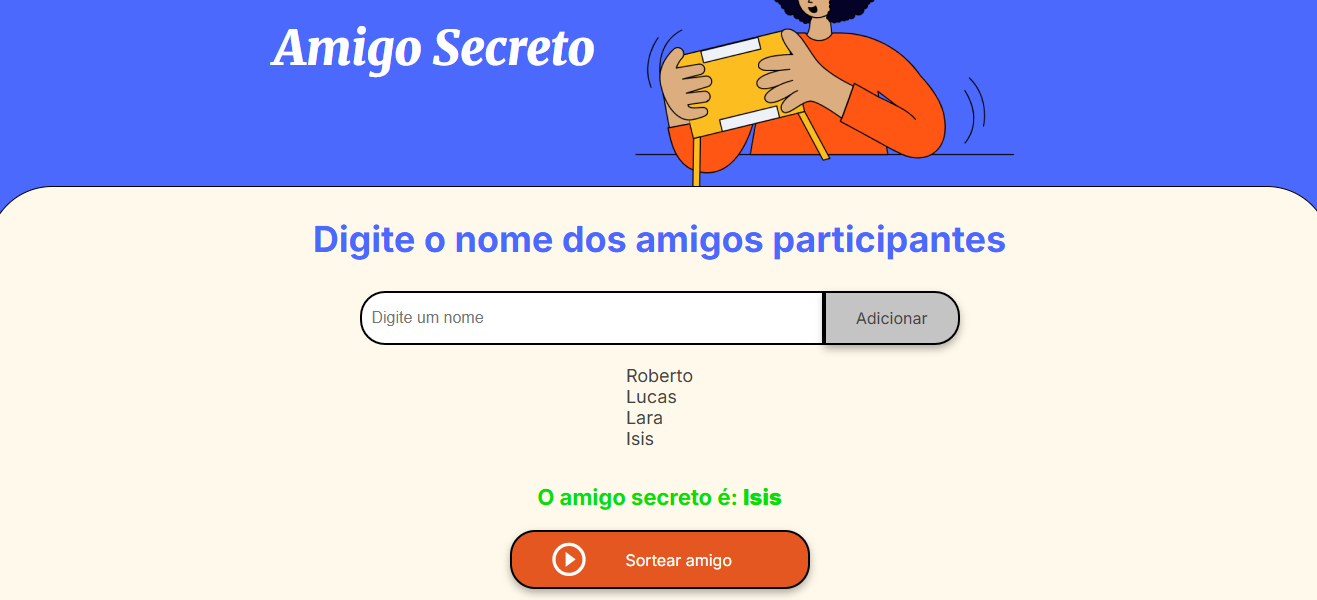 Amigo Secreto
Digite o nome dos amigos participantes
Digite um nome
Adicionar
Roberto
Lucas
Lara
Isis
O amigo secreto é: Isis
Sortear amigo